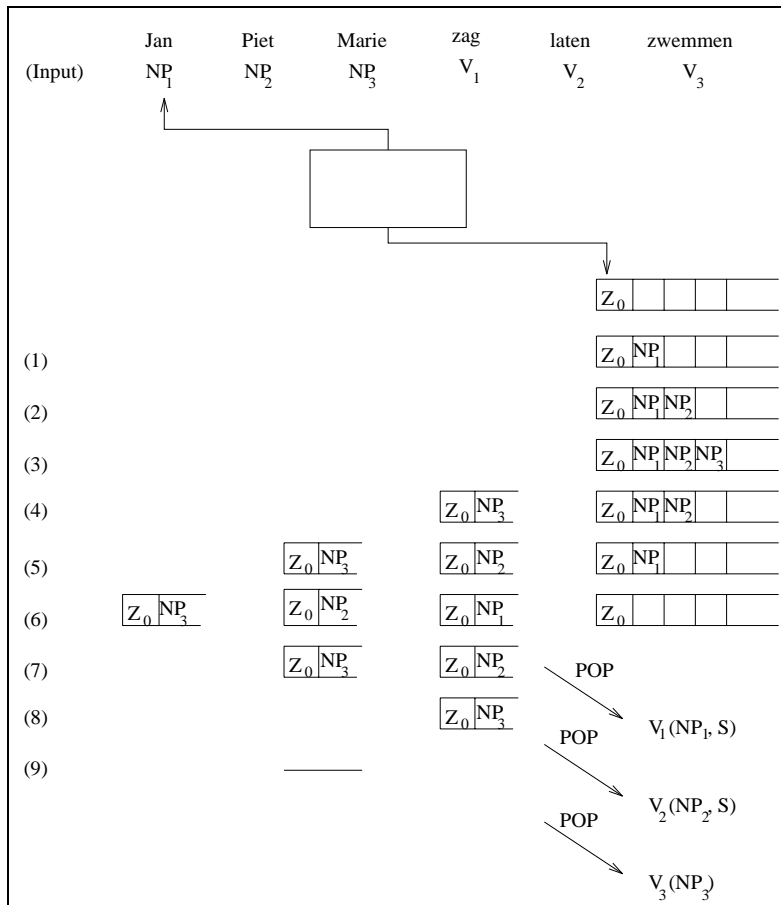 Jan Piet Marie zag laten zwemmen
(Input) NP₁ NP₂ NP₃ V₁ V₂ V₃
Z₀
(1) Z₀ NP₁
(2) Z₀ NP₁ NP₂
(3) Z₀ NP₁ NP₂ NP₃
(4) Z₀ NP₃ Z₀ NP₁ NP₂
(5) Z₀ NP₃ Z₀ NP₂ Z₀ NP₁
(6) Z₀ NP₃ Z₀ NP₂ Z₀ NP₁ Z₀
(7) Z₀ NP₃ Z₀ NP₂ POP
(8) Z₀ NP₃ V₁(NP₁, S)
POP
(9)
V₂(NP₂, S)
POP
V₃(NP₃)